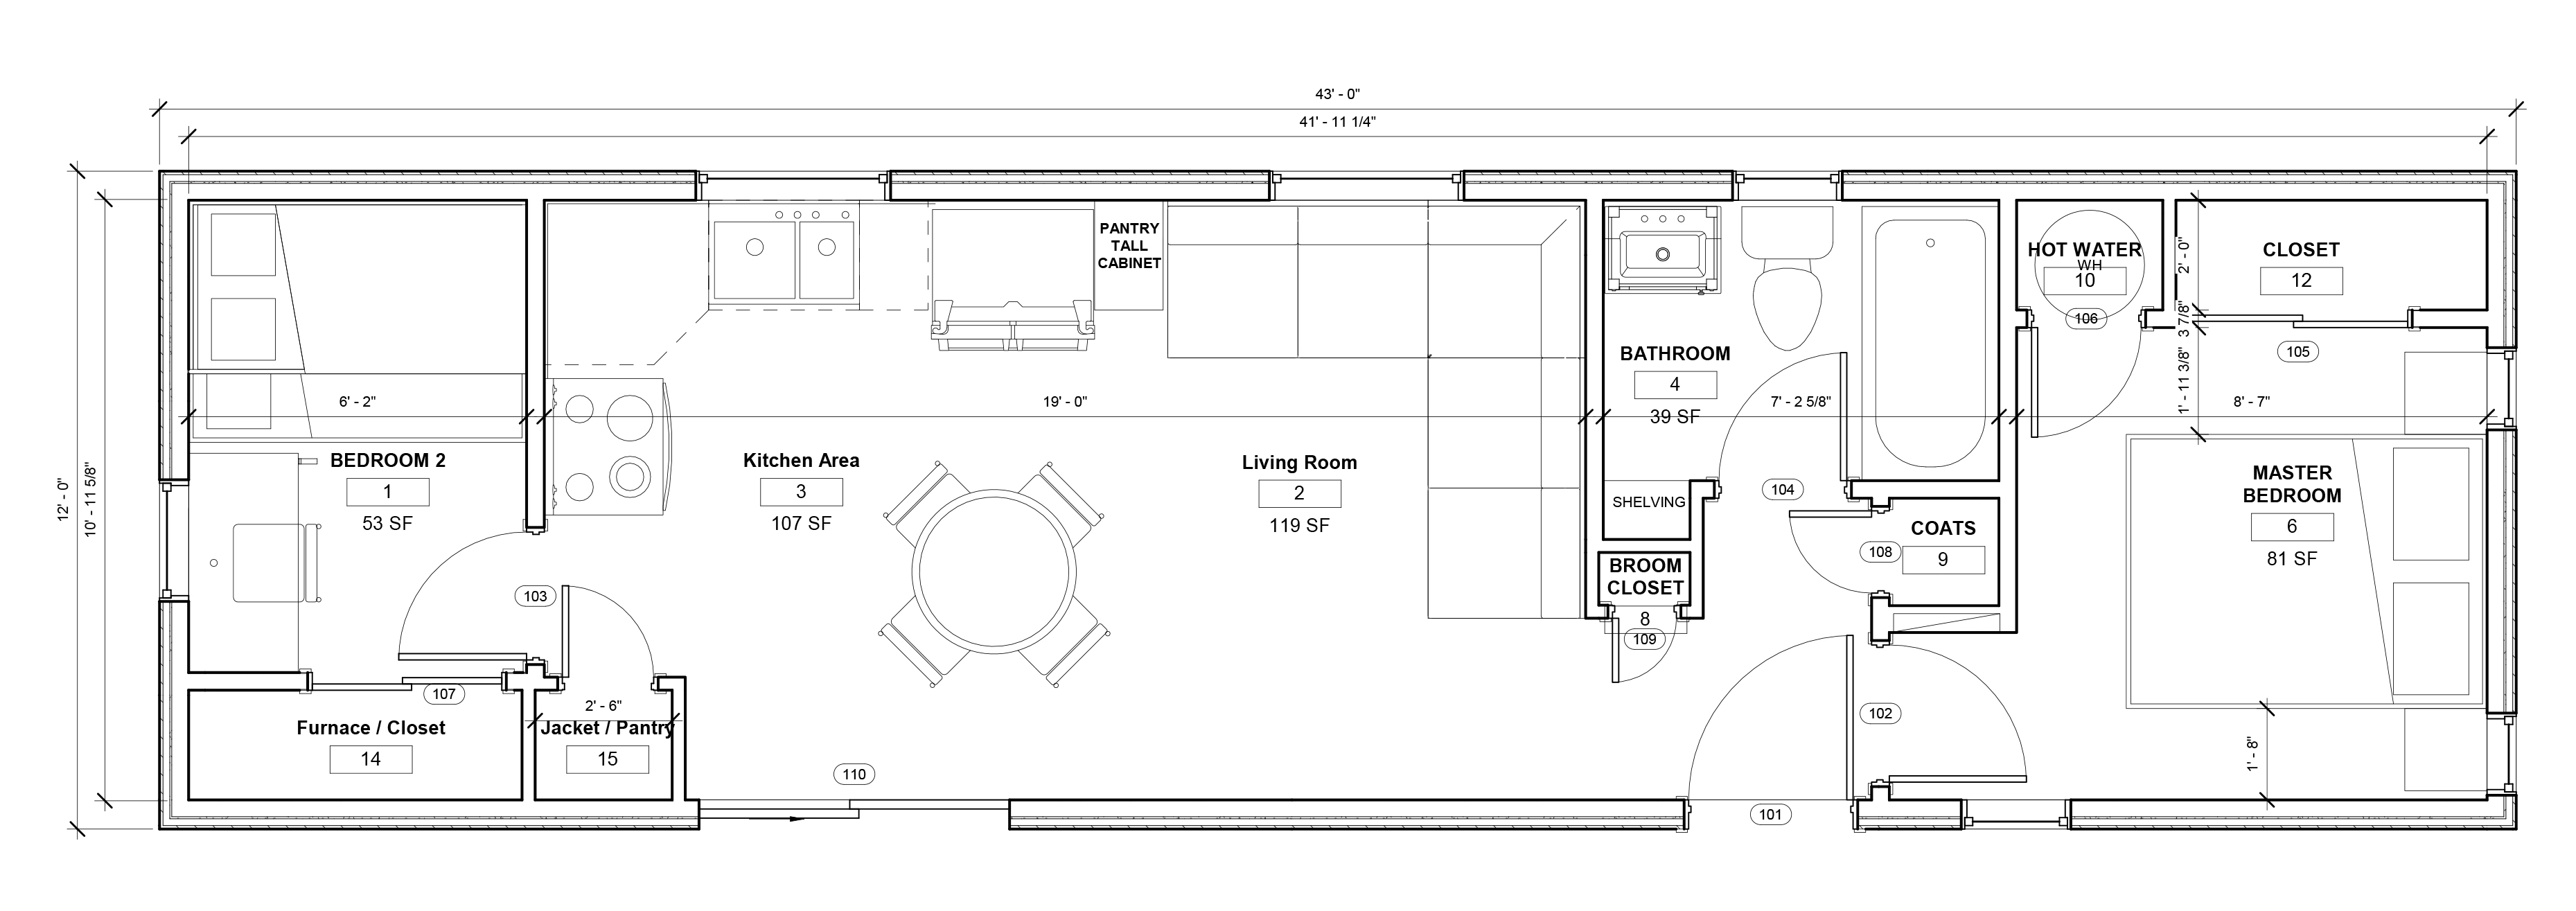 43' - 0"
41' - 11 1/4"
12' - 0"
10' - 11 5/8"
PANTRY
TALL
CABINET
HOT WATER
WH
10
106
2' - 0"
3 7/8"
1' - 11 3/8"
CLOSET
12
105
6' - 2"
19' - 0"
7' - 2 5/8"
8' - 7"
BATHROOM
4
39 SF
BEDROOM 2
1
53 SF
Kitchen Area
3
107 SF
Living Room
2
119 SF
SHELVING
104
COATS
9
108
MASTER
BEDROOM
6
81 SF
BROOM
CLOSET
8
109
103
107
2' - 6"
Furnace / Closet
14
Jacket / Pantry
15
110
102
101
1' - 8"